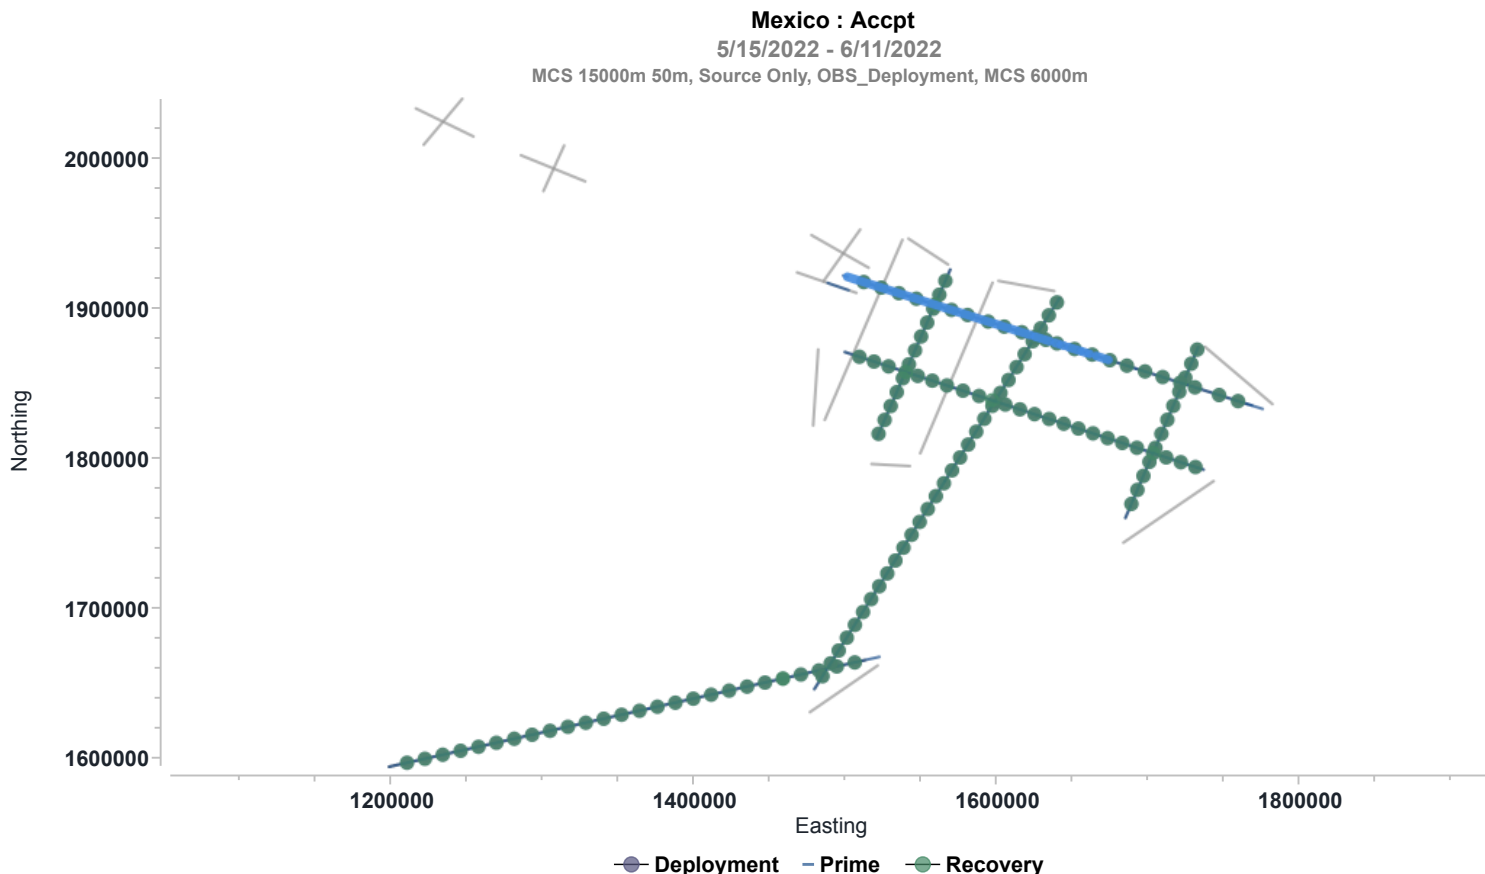 Mexico : Accpt
5/15/2022 - 6/11/2022
MCS 15000m 50m, Source Only, OBS_Deployment, MCS 6000m
2000000
1900000
1800000
1700000
1600000
Northing
1200000 1400000 1600000 1800000
Easting
Deployment Prime Recovery